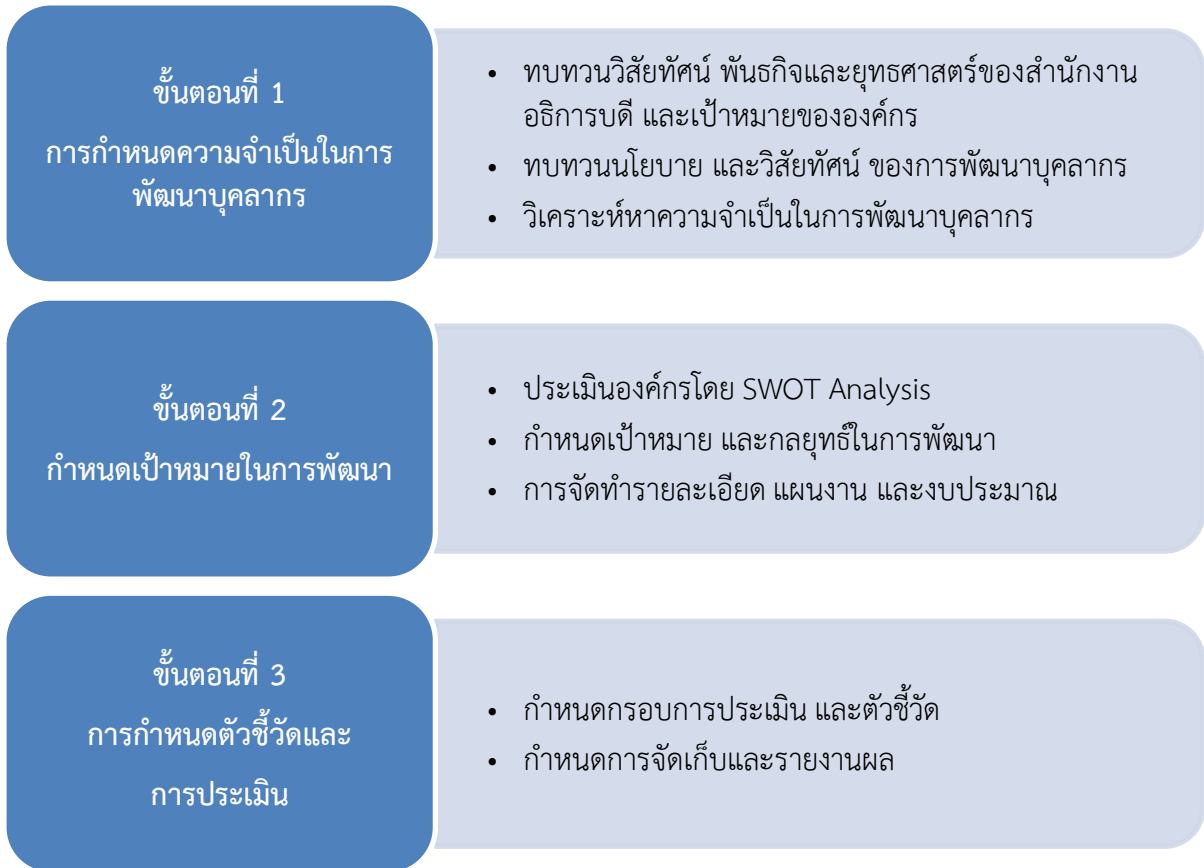 ขั้นตอนที่ 1
การกำหนดความจำเป็นในการ
พัฒนาบุคลากร
• ทบทวนวิสัยทัศน์ พันธกิจและยุทธศาสตร์ของสำนักงาน
อธิการบดี และเป้าหมายขององค์กร
• ทบทวนนโยบาย และวิสัยทัศน์ ของการพัฒนาบุคลากร
• วิเคราะห์หาความจำเป็นในการพัฒนาบุคลากร
ขั้นตอนที่ 2
กำหนดเป้าหมายในการพัฒนา
• ประเมินองค์กรโดย SWOT Analysis
• กำหนดเป้าหมาย และกลยุทธ์ในการพัฒนา
• การจัดทำรายละเอียด แผนงาน และงบประมาณ
ขั้นตอนที่ 3
การกำหนดตัวชี้วัดและ
การประเมิน
• กำหนดกรอบการประเมิน และตัวชี้วัด
• กำหนดการจัดเก็บและรายงานผล